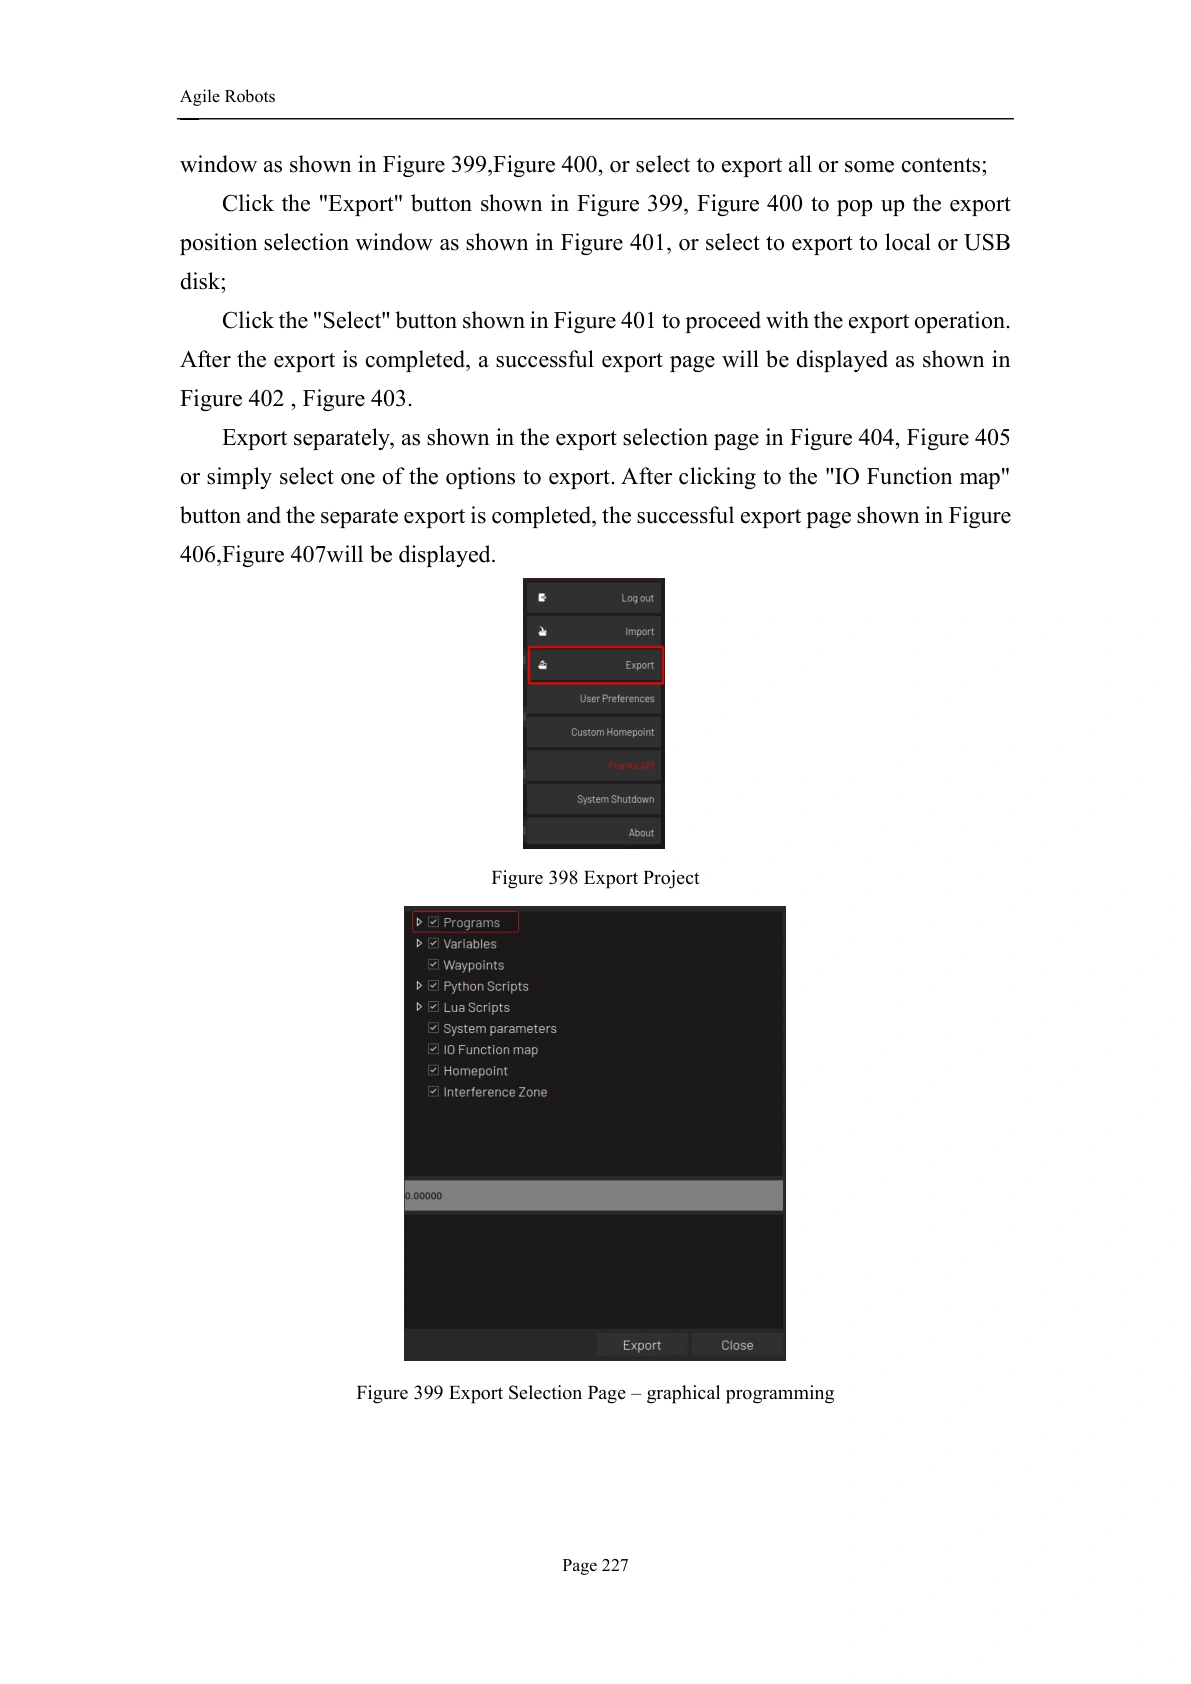 Agile Robots
window as shown in Figure 399,Figure 400, or select to export all or some contents;
Click the "Export" button shown in Figure 399, Figure 400 to pop up the export
position selection window as shown in Figure 401, or select to export to local or USB
disk;
Click the "Select" button shown in Figure 401 to proceed with the export operation.
After the export is completed, a successful export page will be displayed as shown in
Figure 402 , Figure 403.
Export separately, as shown in the export selection page in Figure 404, Figure 405
or simply select one of the options to export. After clicking to the "IO Function map"
button and the separate export is completed, the successful export page shown in Figure
406,Figure 407will be displayed.
Log out
Import
Export
User Preferences
Custom Homepoint
Franka API
System Shutdown
About
Figure 398 Export Project
Programs
Variables
Waypoints
Python Scripts
Lua Scripts
System parameters
IO Function map
Homepoint
Interference Zone
0.00000
Export Close
Figure 399 Export Selection Page – graphical programming
Page 227